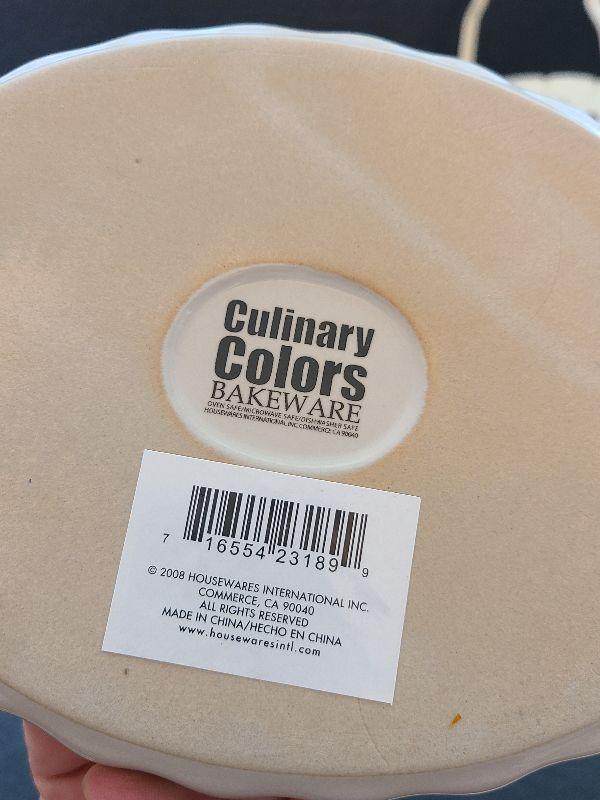 Culinary
Colors
BAKEWARE
OVEN SAFE/MICROWAVE SAFE/DISHWASHER SAFE
HOUSEWARES INTERNATIONAL INC. COMMERCE CA 90040
7 16554 23189 9
© 2008 HOUSEWARES INTERNATIONAL INC.
COMMERCE, CA 90040
ALL RIGHTS RESERVED
MADE IN CHINA/HECHO EN CHINA
www.housewaresintl.com